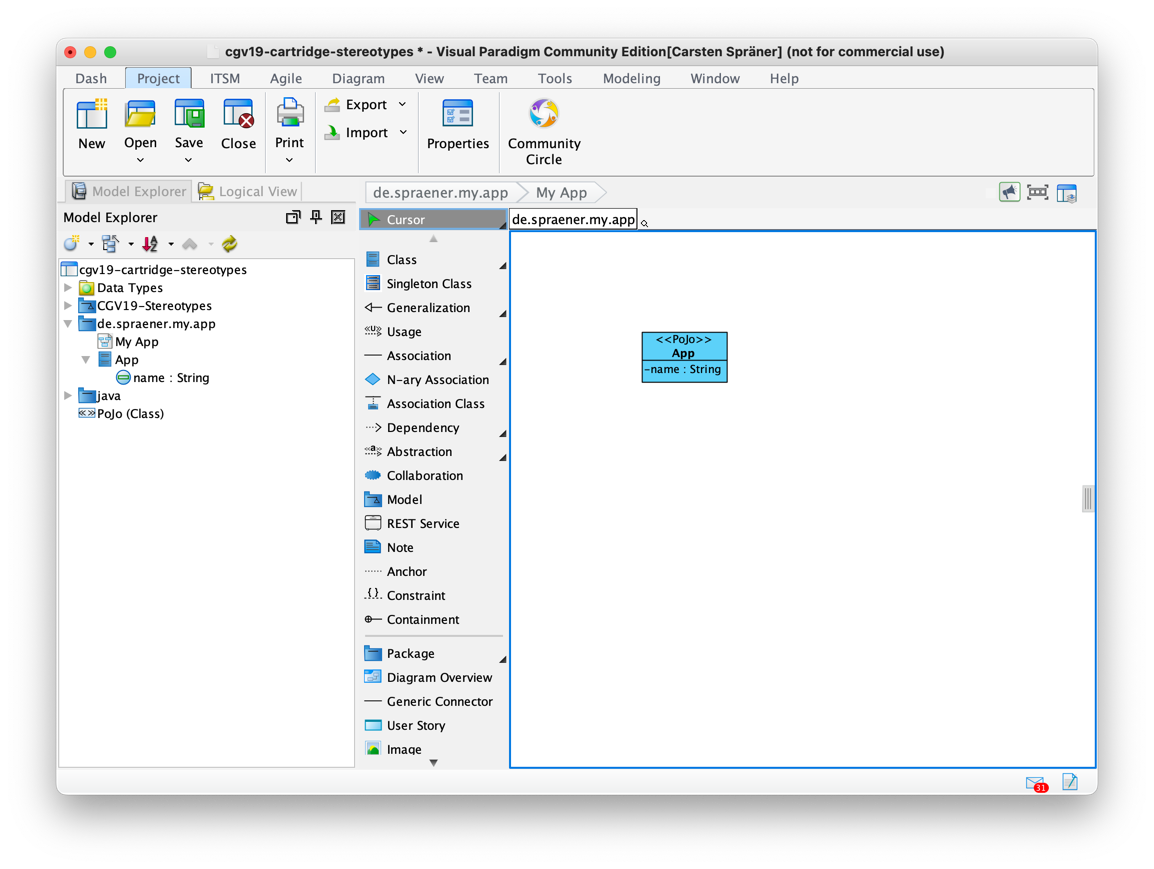 cgv19-cartridge-stereotypes * - Visual Paradigm Community Edition[Carsten Spräner] (not for commercial use)
Dash Project ITSM Agile Diagram View Team Tools Modeling Window Help
New Open Save Close Print Export Import Properties Community Circle
Model Explorer Logical View de.spraener.my.app My App
Model Explorer
Cursor
de.spraener.my.app
cgv19-cartridge-stereotypes
Data Types
CGV19-Stereotypes
de.spraener.my.app
My App
App
name : String
java
«» PoJo (Class)
Class
Singleton Class
Generalization
«U» Usage
Association
N-ary Association
Association Class
Dependency
«a» Abstraction
Collaboration
Model
REST Service
Note
Anchor
{} Constraint
Containment
Package
Diagram Overview
Generic Connector
User Story
Image
<<PoJo>>
App
-name : String
31